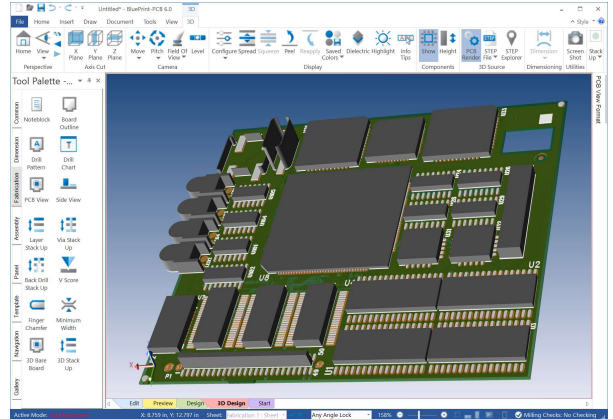 Untitled* - BluePrint-PCB 6.0
3D
File Home Insert Draw Document Tools View 3D
Style
Home View X Plane Y Plane Z Plane Move Pitch Field Of View Level Configure Spread Squeeze Peel Reapply Saved Colors Dielectric Highlight Info Tips Show Height PCB Render STEP File STEP Explorer Dimension Screen Shot Stack Up
Perspective Axis Cut Camera Display Components 3D Source Dimensioning Utilities
Tool Palette - ...
PCB View Format
Common
Dimension
Fabrication
Assembly
Panel
Template
Navigation
Gallery
Noteblock Board Outline
Drill Pattern Drill Chart
PCB View Side View
Layer Stack Up Via Stack Up
Back Drill Stack Up V Score
Finger Chamfer Minimum Width
3D Bare Board 3D Stack Up
U2
U1
P1
X
Edit Preview Design 3D Design Start
Active Mode: X: 8.759 in, Y: 12.797 in Sheet: Fabrication 1 : Sheet Any Angle Lock 158% Milling Checks: No Checking